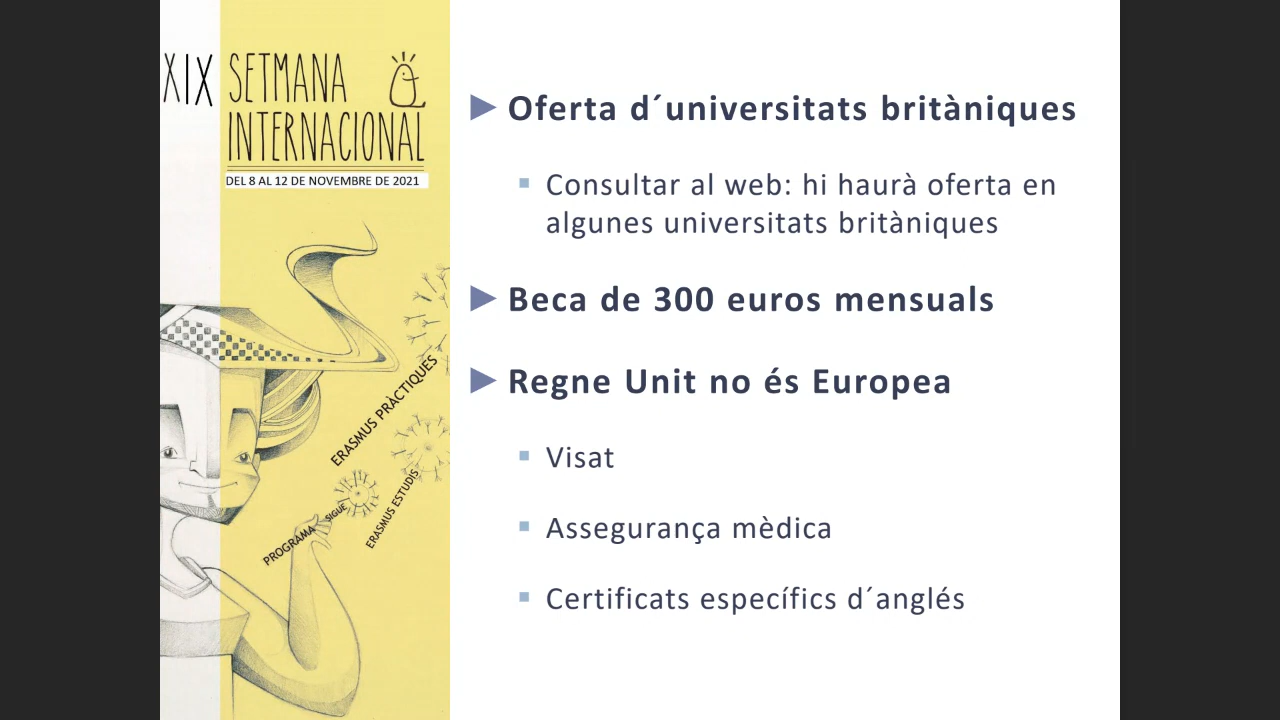 XIX SETMANA
INTERNACIONAL
DEL 8 AL 12 DE NOVEMBRE DE 2021
ERASMUS PRÀCTIQUES
ERASMUS ESTUDIS
PROGRAMA SIGUE
Oferta d´universitats britàniques
Consultar al web: hi haurà oferta en
algunes universitats britàniques
Beca de 300 euros mensuals
Regne Unit no és Europea
Visat
Assegurança mèdica
Certificats específics d´anglés